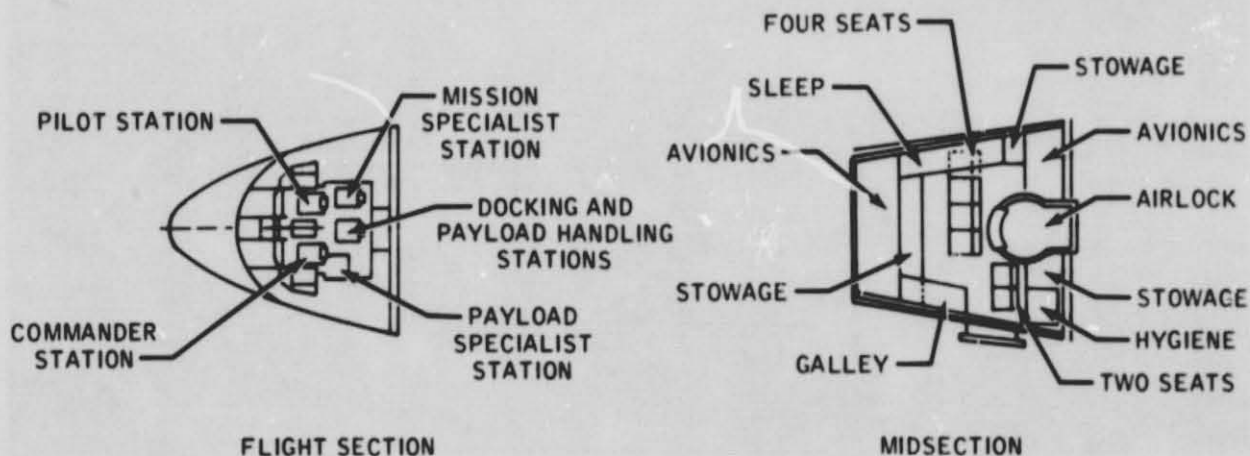 PILOT STATION
MISSION
SPECIALIST
STATION
DOCKING AND
PAYLOAD HANDLING
STATIONS
COMMANDER
STATION
PAYLOAD
SPECIALIST
STATION
FLIGHT SECTION
FOUR SEATS
SLEEP
STOWAGE
AVIONICS
AVIONICS
AIRLOCK
STOWAGE
STOWAGE
HYGIENE
GALLEY
TWO SEATS
MIDSECTION